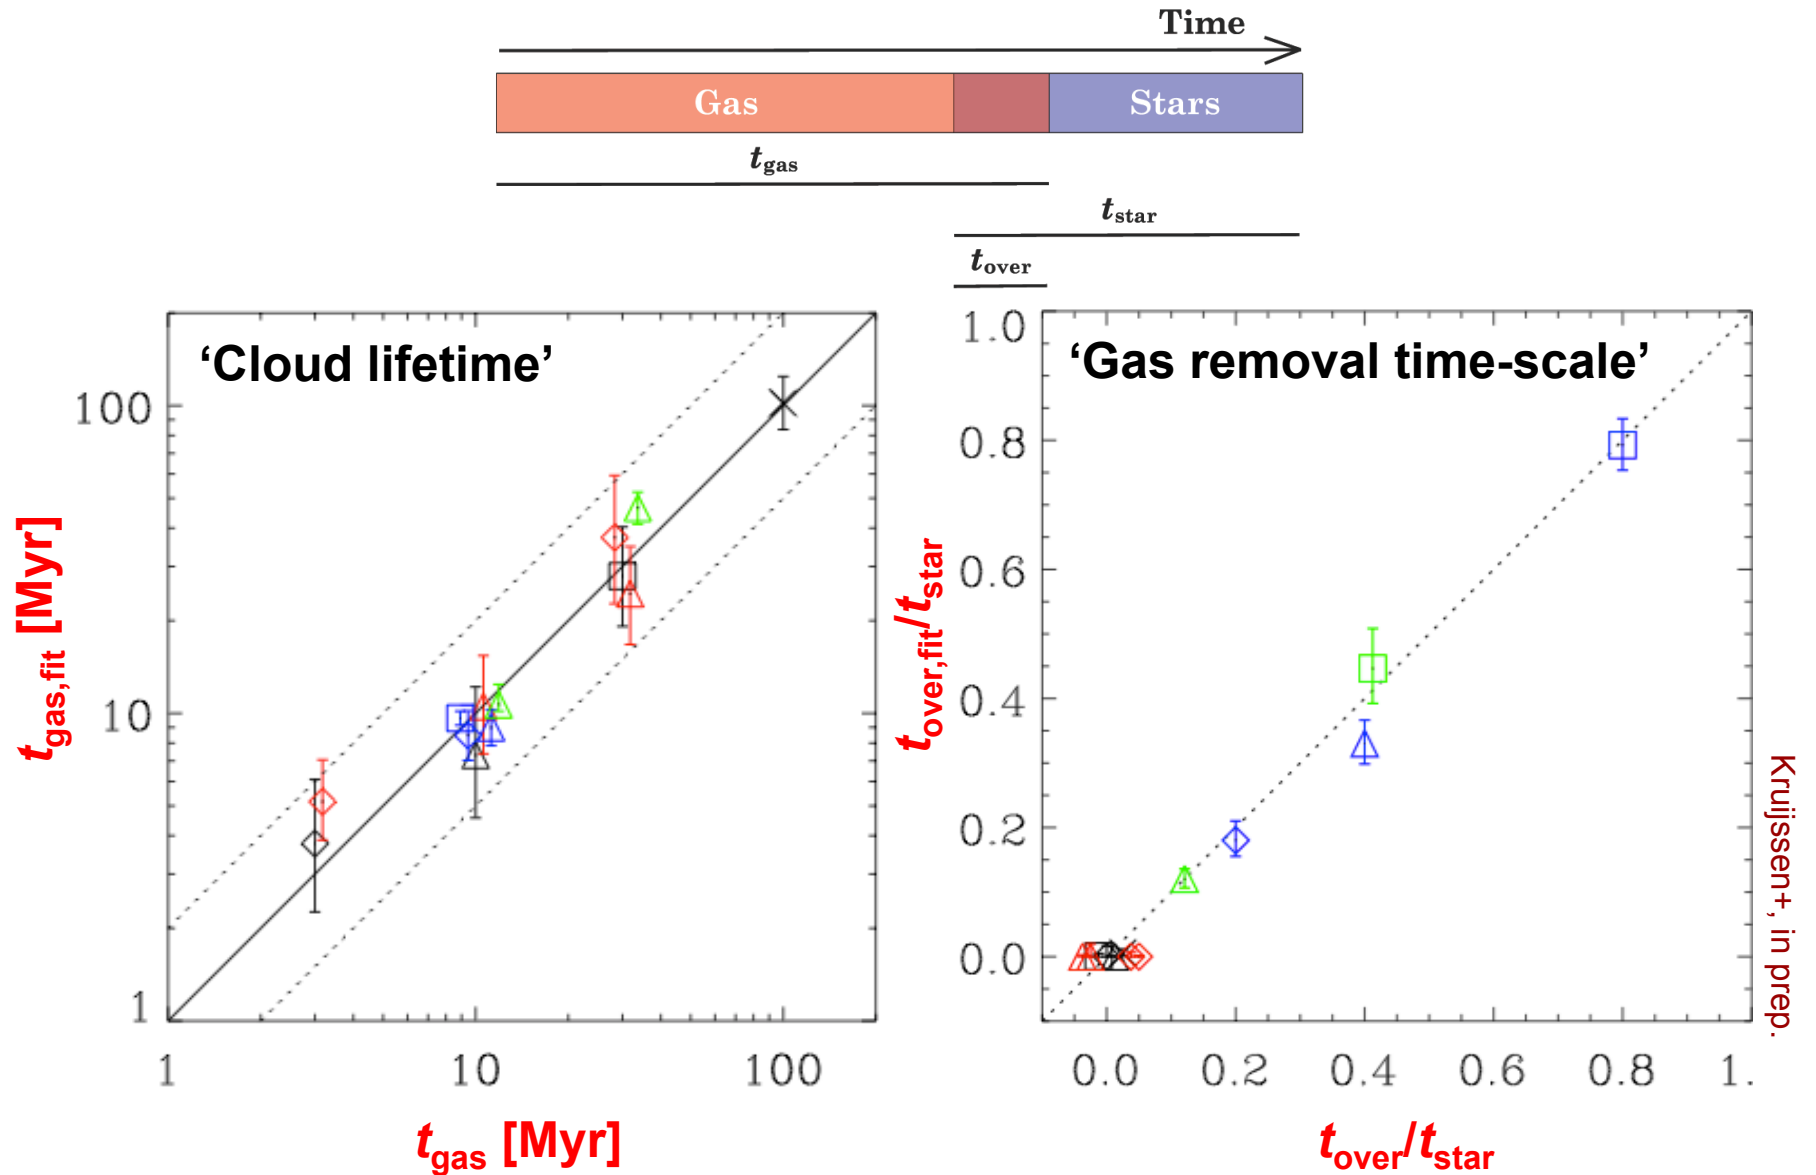 Time
Gas Stars
t_gas
t_star
t_over
‘Cloud lifetime’
100
10
1
1 10 100
t_gas,fit [Myr]
t_gas [Myr]
‘Gas removal time-scale’
1.0
0.8
0.6
0.4
0.2
0.0
0.0 0.2 0.4 0.6 0.8 1.
t_over,fit/t_star
t_over/t_star
Kruijssen+, in prep.